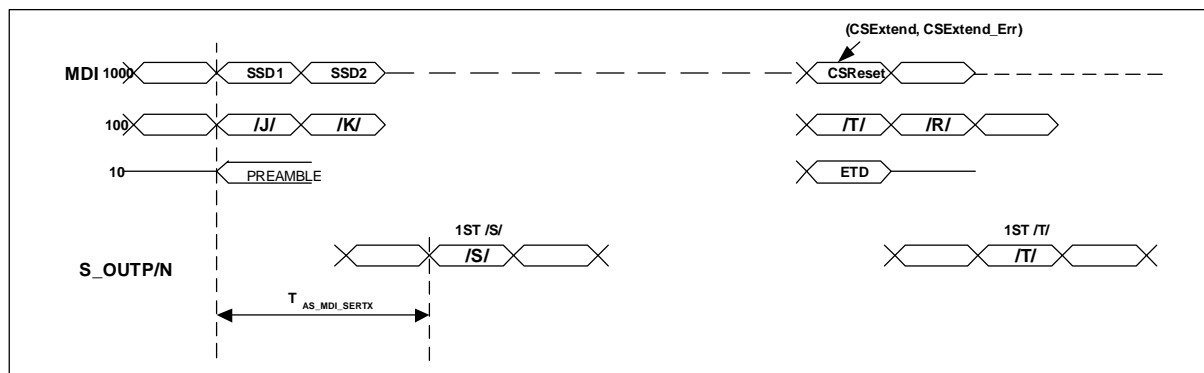 (CSExtend, CSExtend_Err)
MDI 1000 SSD1 SSD2 CSReset
100 /J/ /K/ /T/ /R/
10 PREAMBLE ETD
1ST /S/ 1ST /T/
S_OUTP/N /S/ /T/
T AS_MDI_SERTX